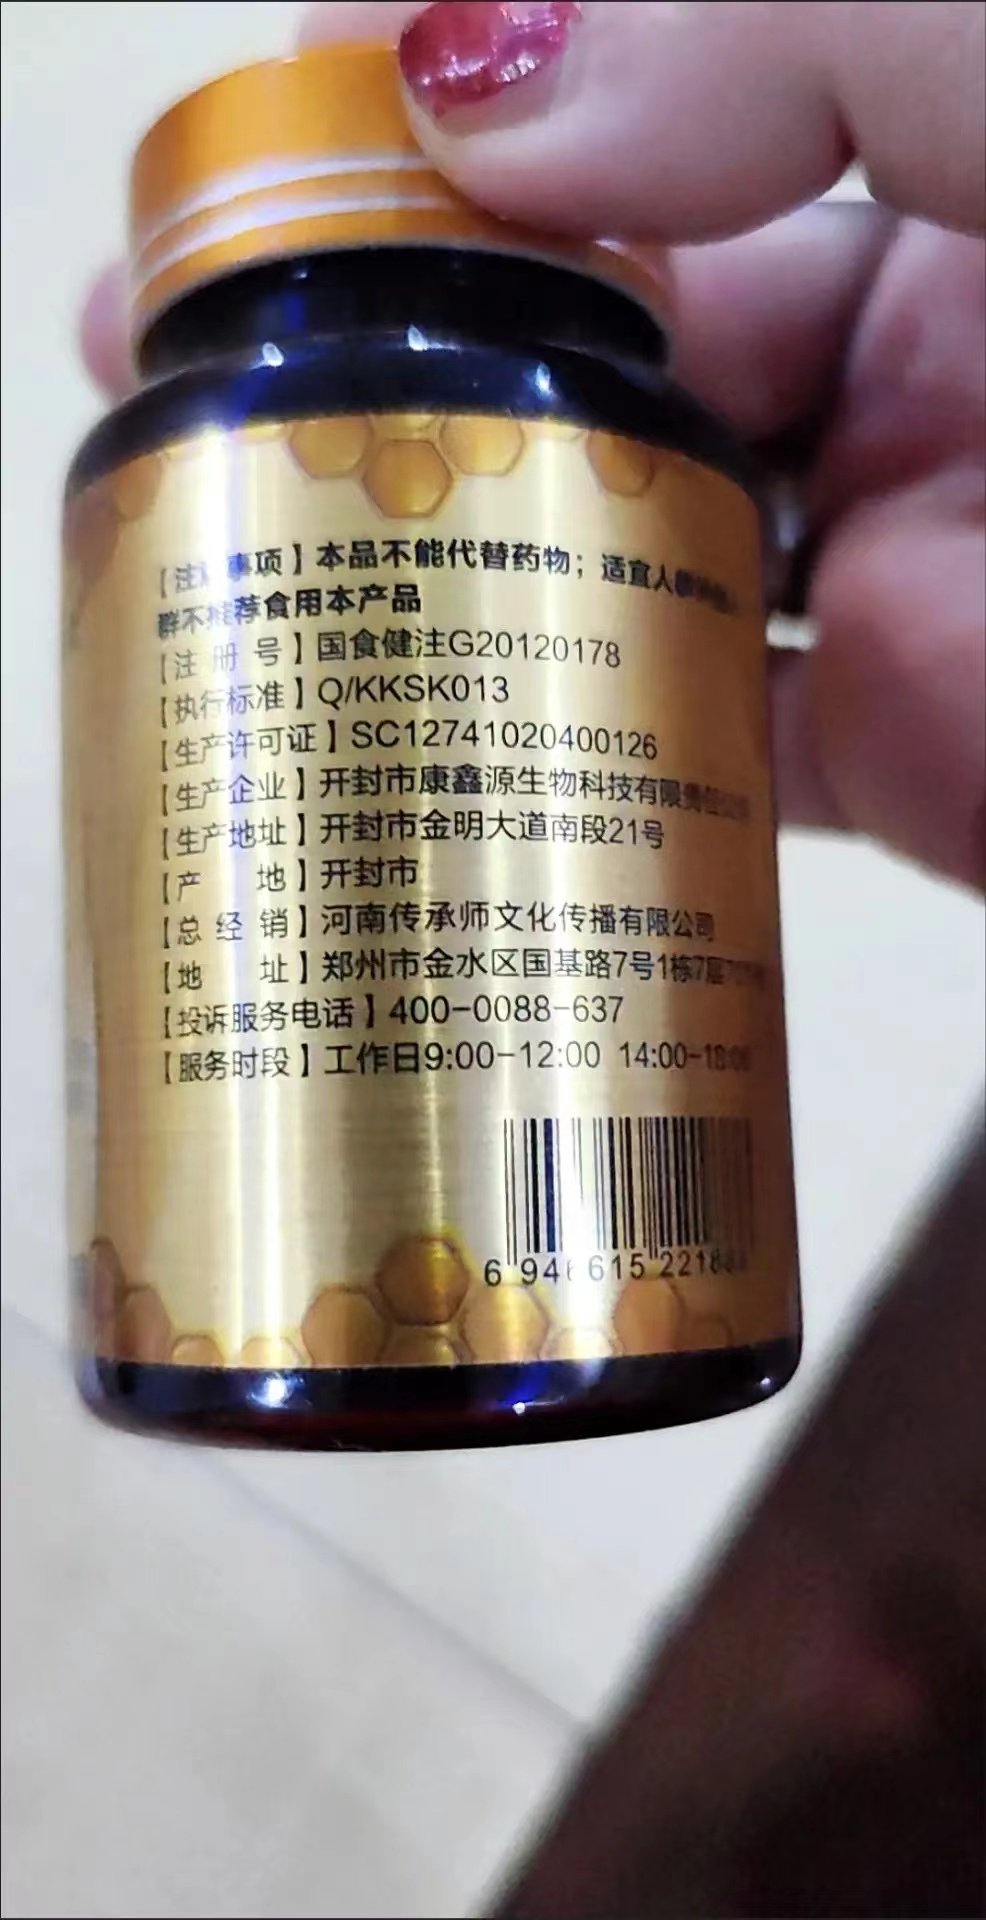 【注 事项】本品不能代替药物；适宜人群
群不推荐食用本产品
【注 册 号】国食健注G20120178
【执行标准】Q/KKSK013
【生产许可证】SC12741020400126
【生产企业】开封市康鑫源生物科技有限责任公司
【生产地址】开封市金明大道南段21号
【产 地】开封市
【总 经 销】河南传承师文化传播有限公司
【地 址】郑州市金水区国基路7号1栋7层
【投诉服务电话】400-0088-637
【服务时段】工作日9:00-12:00 14:00-18:00
6 946615 2218